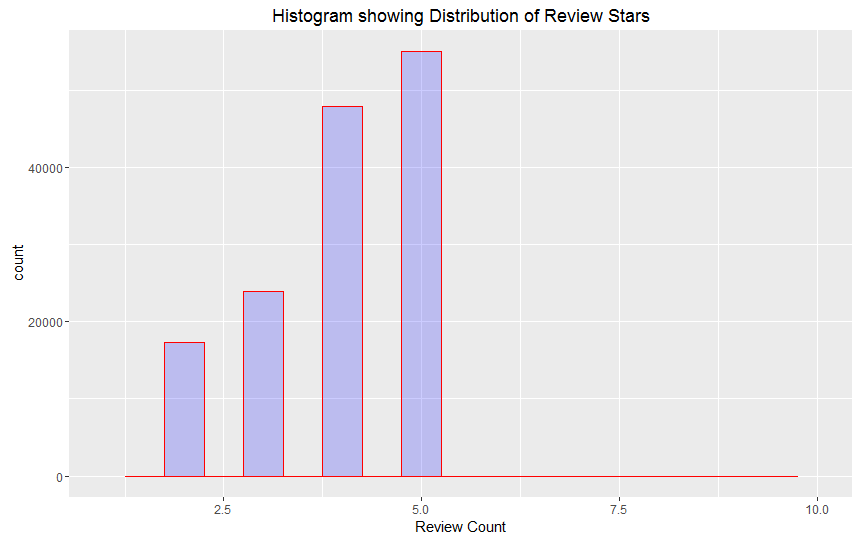 Histogram showing Distribution of Review Stars
count
40000
20000
0
2.5 5.0 7.5 10.0
Review Count